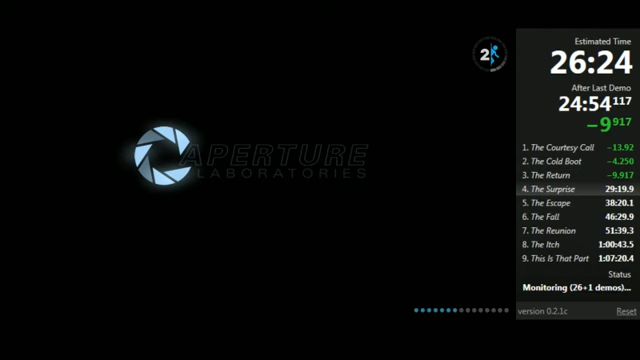 2
APERTURE
LABORATORIES
Estimated Time
26:24
After Last Demo
24:54117
-9917
1. The Courtesy Call -13.92
2. The Cold Boot -4.250
3. The Return -9.917
4. The Surprise 29:19.9
5. The Escape 38:20.1
6. The Fall 46:29.9
7. The Reunion 51:39.3
8. The Itch 1:00:43.5
9. This Is That Part 1:07:20.4
Status
Monitoring (26+1 demos)...
version 0.2.1c Reset